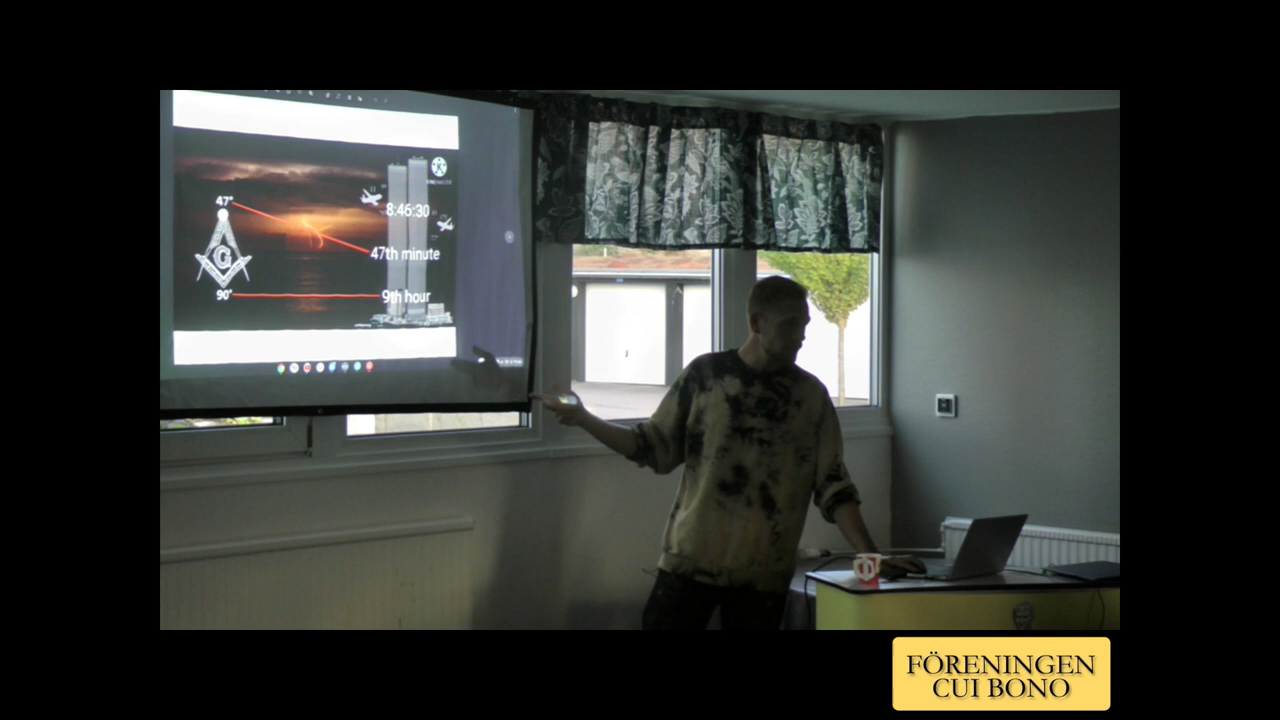 47°
8:46:30
47th minute
G
90°
9th hour
FÖRENINGEN
CUI BONO